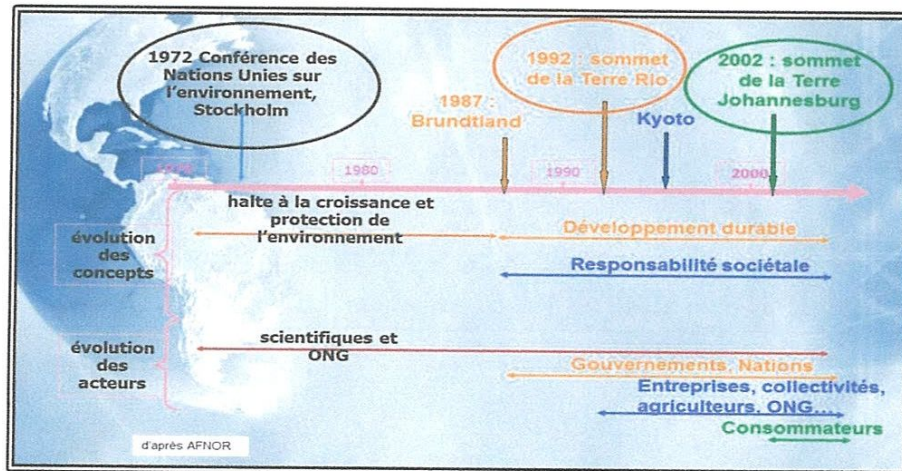 1972 Conférence des
Nations Unies sur
l'environnement,
Stockholm
1987 :
Brundtland
1992 : sommet
de la Terre Rio
Kyoto
2002 : sommet
de la Terre
Johannesburg
1980
1990
2000
évolution
des
concepts
halte à la croissance et
protection de
l'environnement
Développement durable
Responsabilité sociétale
évolution
des
acteurs
scientifiques et
ONG
Gouvernements, Nations
Entreprises, collectivités,
agriculteurs, ONG...
Consommateurs
d'après AFNOR